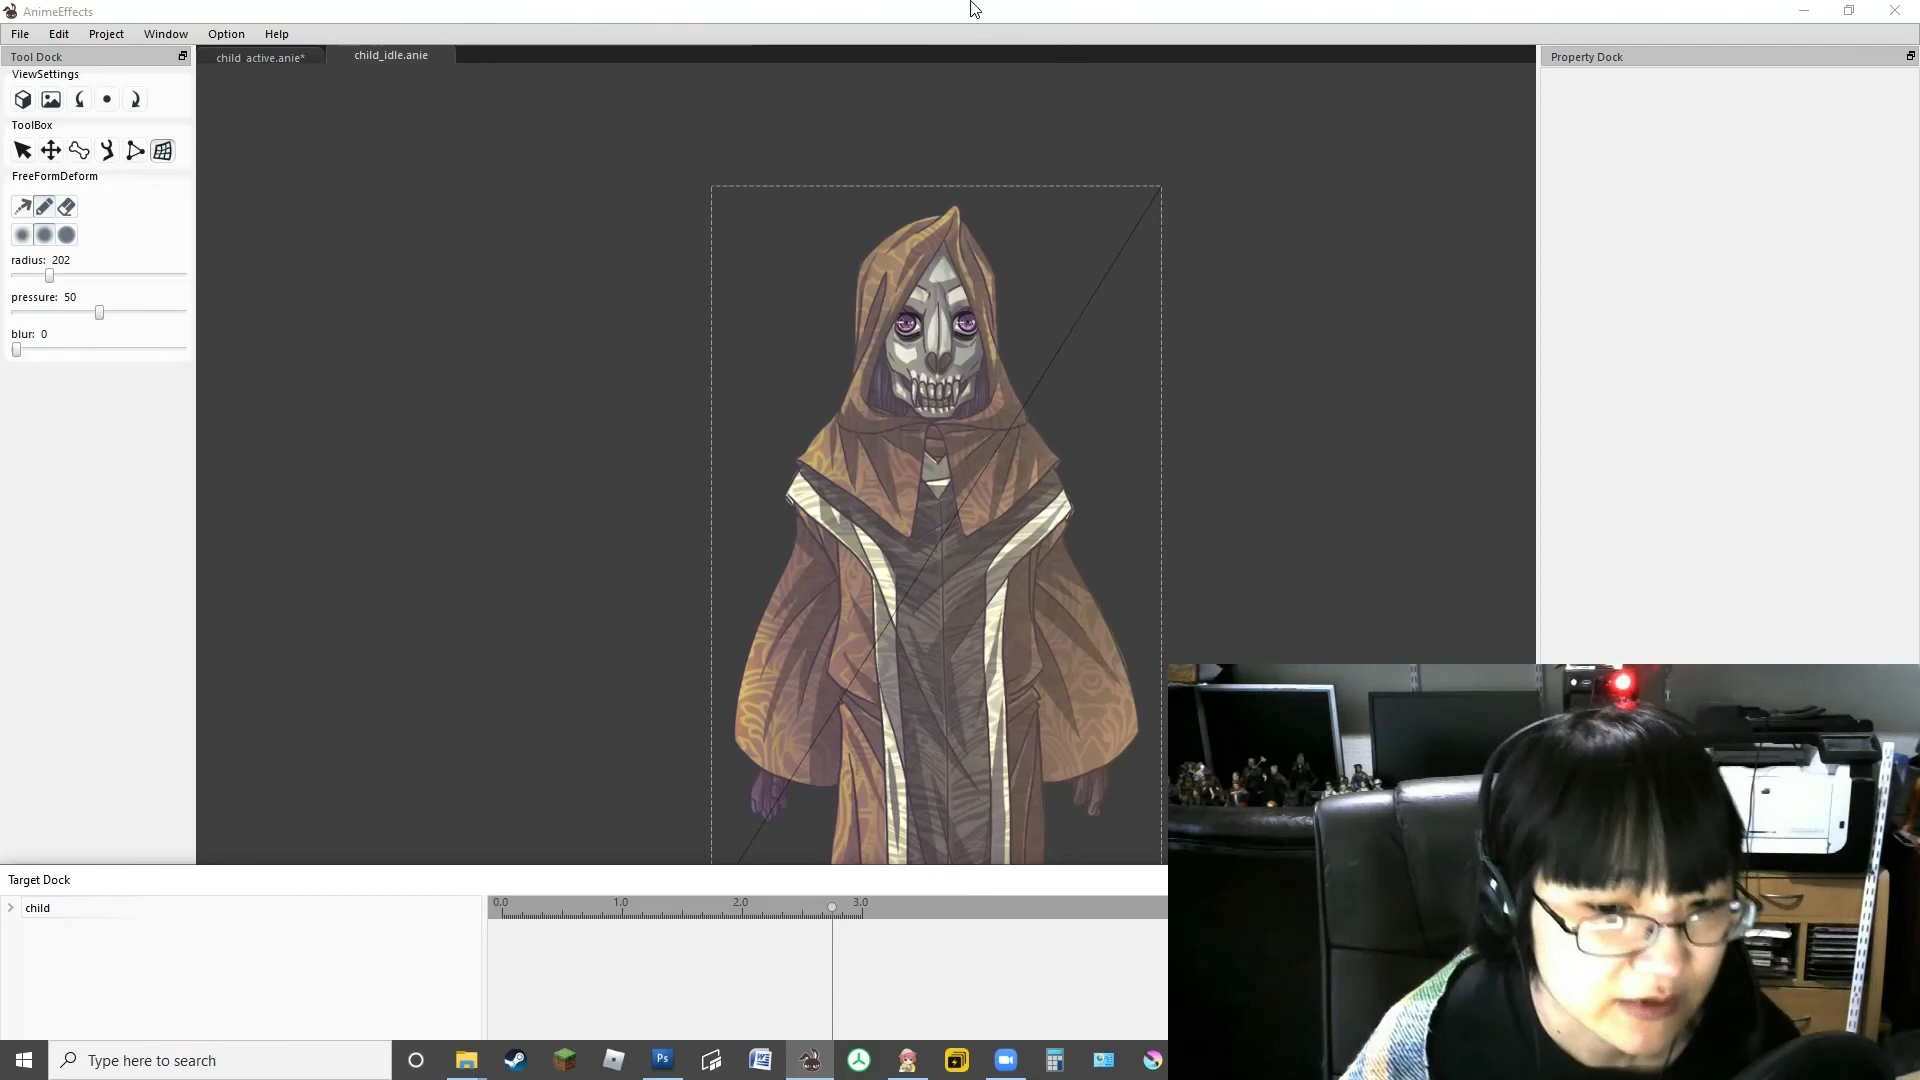 AnimeEffects
File Edit Project Window Option Help
Tool Dock
child_active.anie*
child_idle.anie
Property Dock
ViewSettings
ToolBox
FreeFormDeform
radius: 202
pressure: 50
blur: 0
Target Dock
child
0.0 1.0 2.0 3.0
Type here to search
Ps